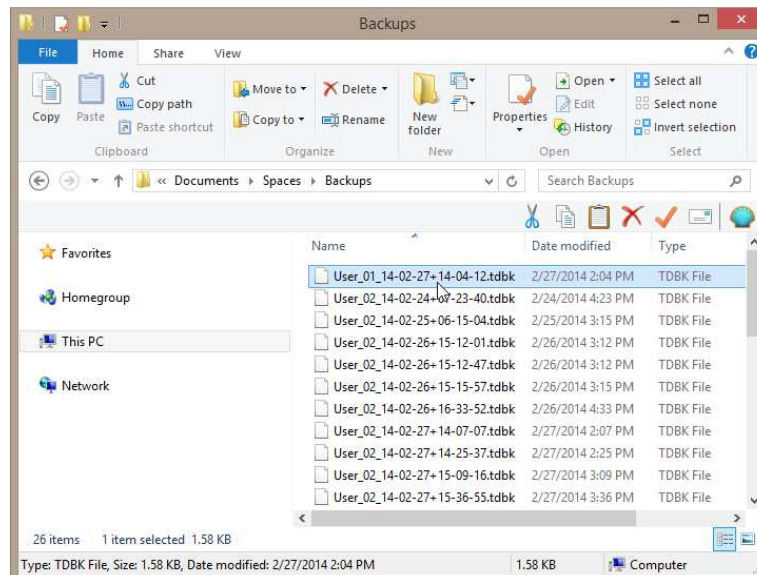 Backups
File Home Share View
Copy
Paste
Cut
Copy path
Paste shortcut
Clipboard
Move to
Copy to
Delete
Rename
Organize
New
folder
New
Properties
Open
Edit
History
Open
Select all
Select none
Invert selection
Select
« Documents Spaces Backups
Search Backups
Favorites
Homegroup
This PC
Network
Name Date modified Type
User_01_14-02-27+14-04-12.tdbk 2/27/2014 2:04 PM TDBK File
User_02_14-02-24+07-23-40.tdbk 2/24/2014 4:23 PM TDBK File
User_02_14-02-25+06-15-04.tdbk 2/25/2014 3:15 PM TDBK File
User_02_14-02-26+15-12-01.tdbk 2/26/2014 3:12 PM TDBK File
User_02_14-02-26+15-12-47.tdbk 2/26/2014 3:12 PM TDBK File
User_02_14-02-26+15-15-57.tdbk 2/26/2014 3:15 PM TDBK File
User_02_14-02-26+16-33-52.tdbk 2/26/2014 4:33 PM TDBK File
User_02_14-02-27+14-07-07.tdbk 2/27/2014 2:07 PM TDBK File
User_02_14-02-27+14-25-37.tdbk 2/27/2014 2:25 PM TDBK File
User_02_14-02-27+15-09-16.tdbk 2/27/2014 3:09 PM TDBK File
User_02_14-02-27+15-36-55.tdbk 2/27/2014 3:36 PM TDBK File
26 items 1 item selected 1.58 KB
Type: TDBK File, Size: 1.58 KB, Date modified: 2/27/2014 2:04 PM 1.58 KB Computer